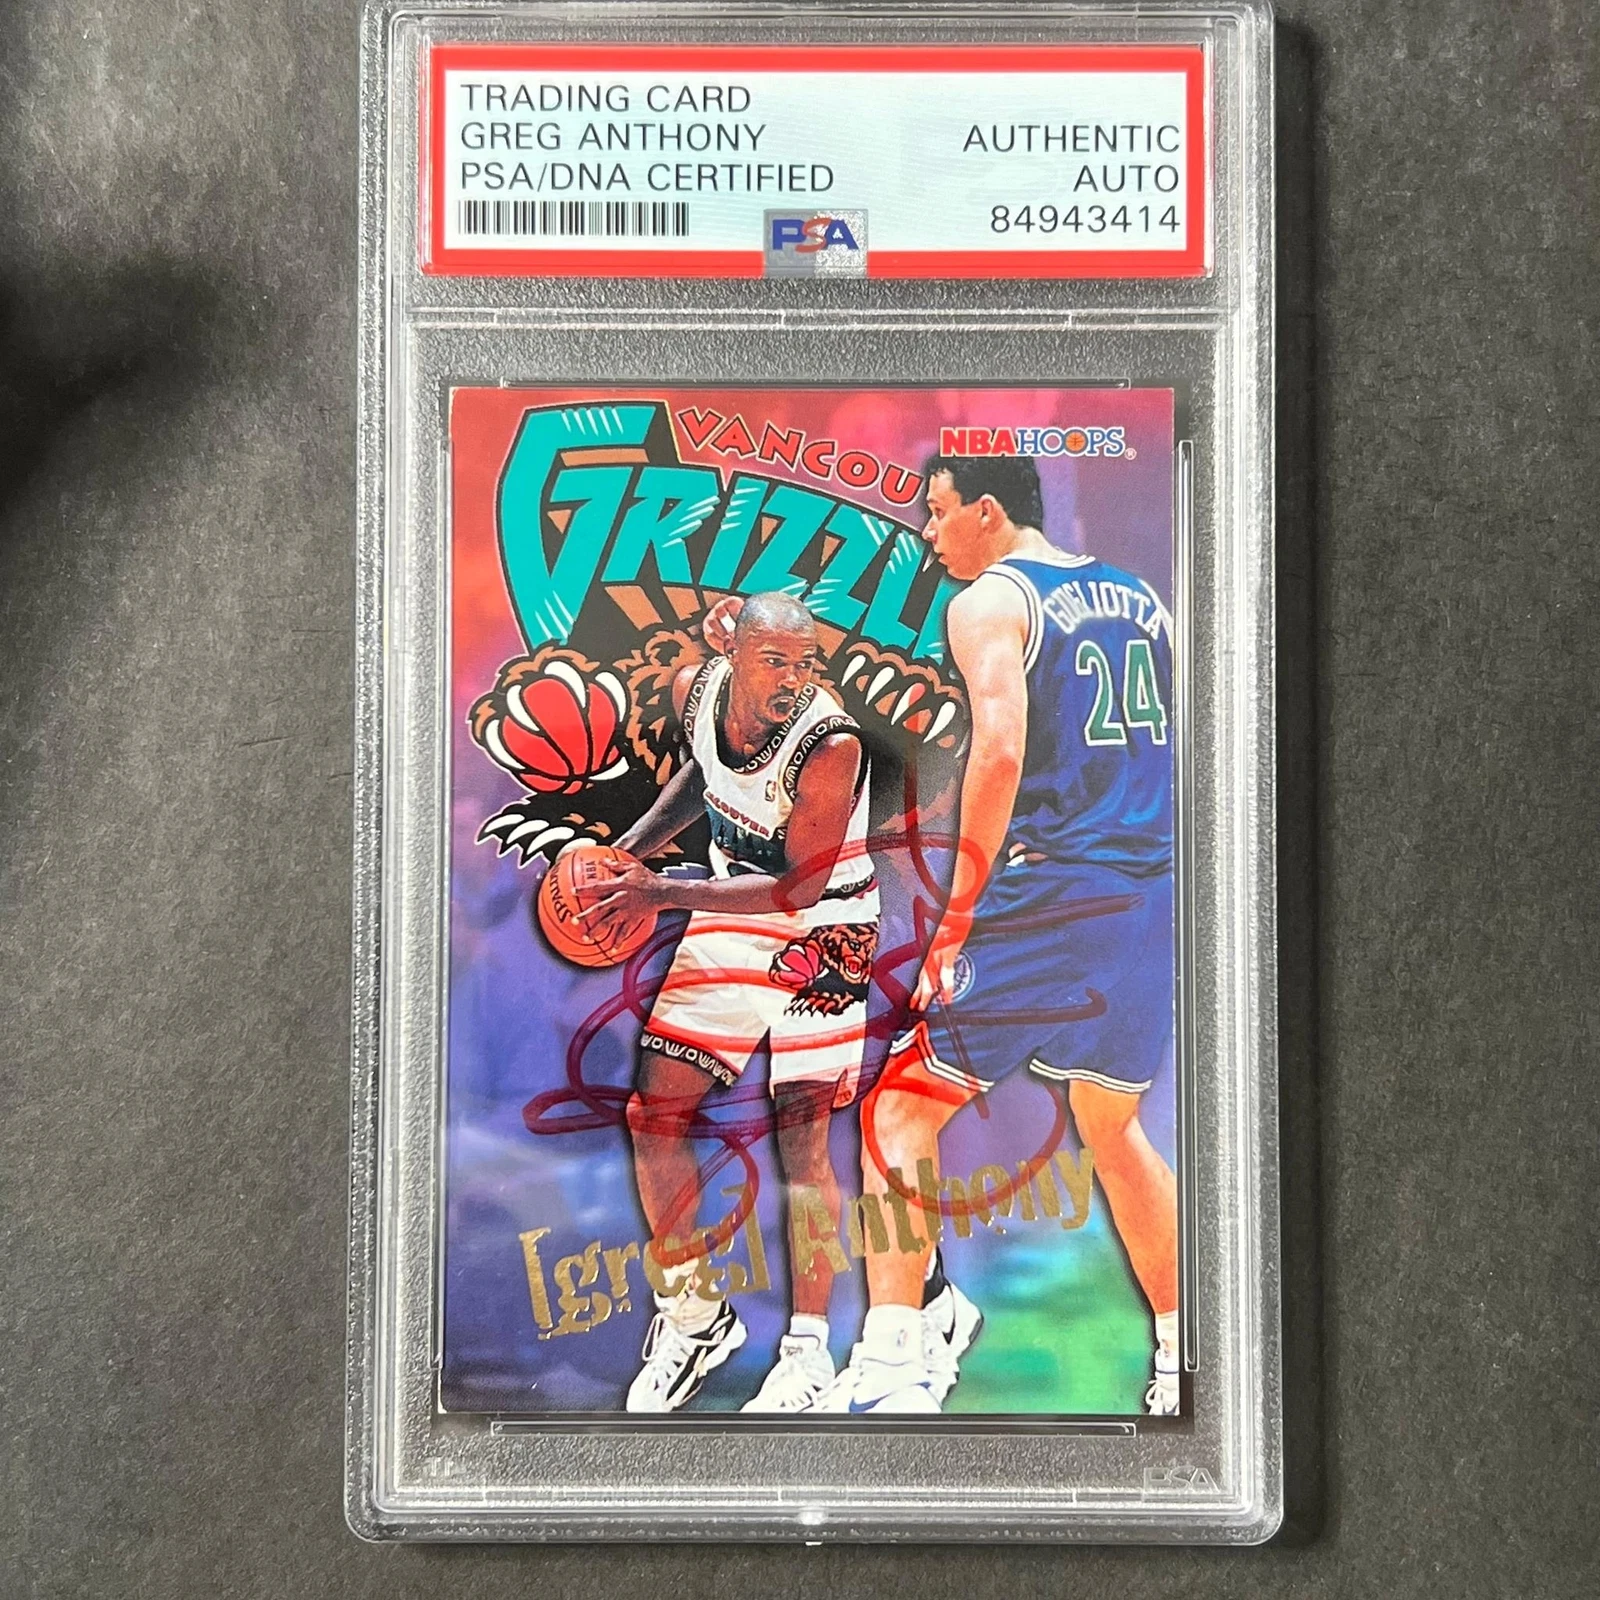 TRADING CARD
GREG ANTHONY
PSA/DNA CERTIFIED
AUTHENTIC
AUTO
84943414
PSA
VANCOU
GRIZZL
NBA HOOPS®
GUGLIOTTA
24
NBA
[greg] Anthony
PSA